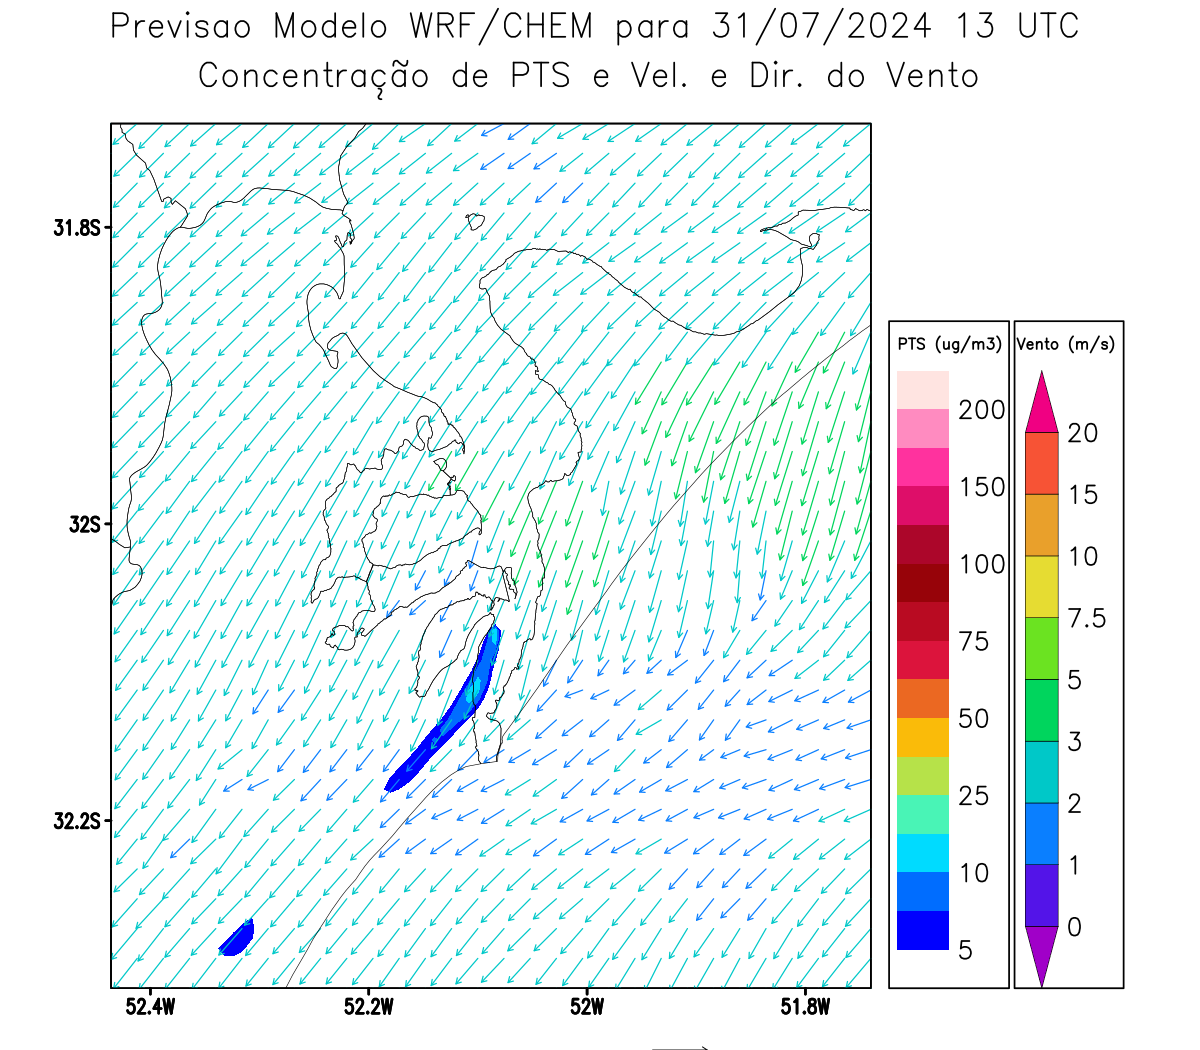 Previsao Modelo WRF/CHEM para 31/07/2024 13 UTC
Concentração de PTS e Vel. e Dir. do Vento
31.8S
32S
32.2S
52.4W 52.2W 52W 51.8W
PTS (ug/m3)
200
150
100
75
50
25
10
5
Vento (m/s)
20
15
10
7.5
5
3
2
1
0